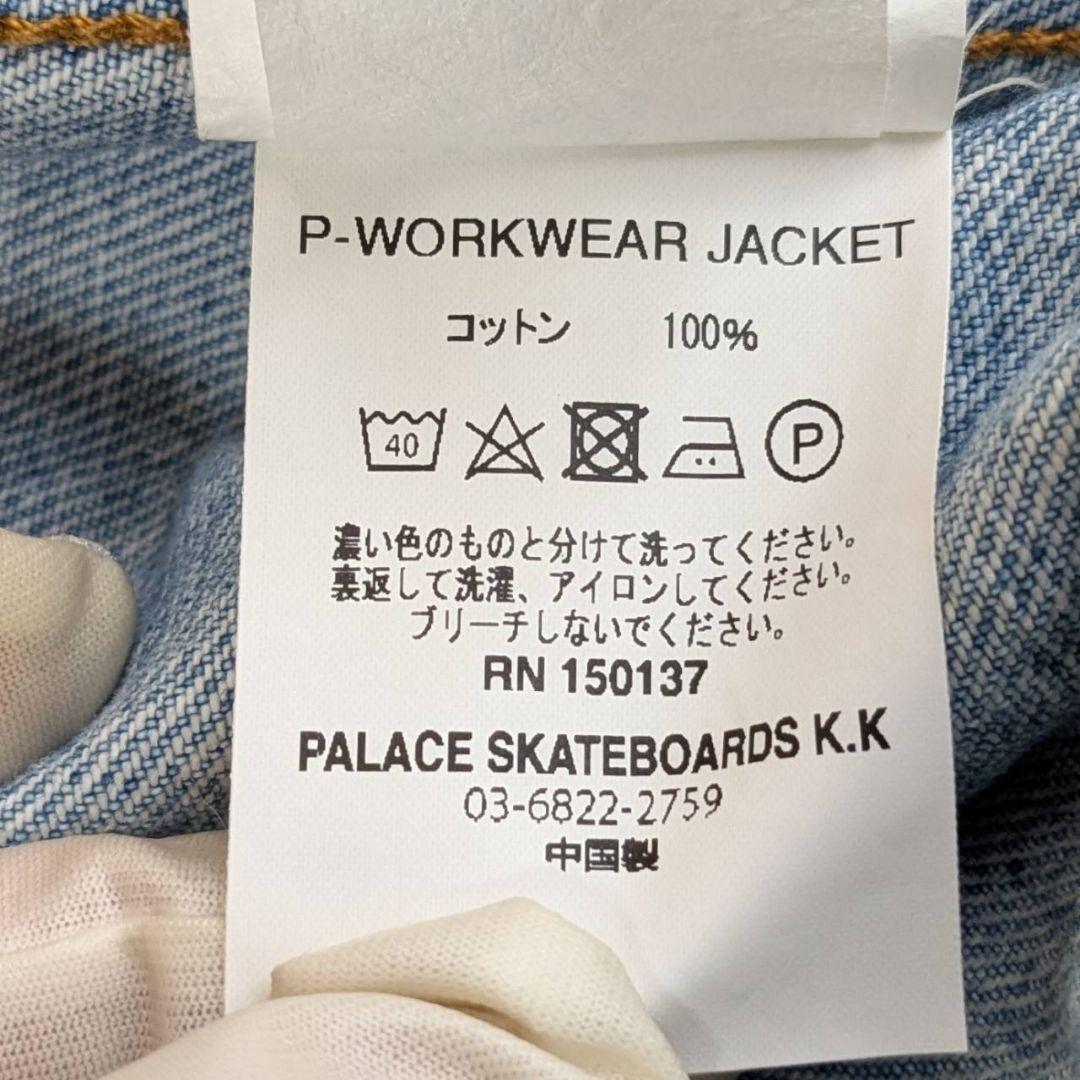 P-WORKWEAR JACKET
コットン 100%
40 P
濃い色のものと分けて洗ってください。
裏返して洗濯、アイロンしてください。
ブリーチしないでください。
RN 150137
PALACE SKATEBOARDS K.K
03-6822-2759
中国製